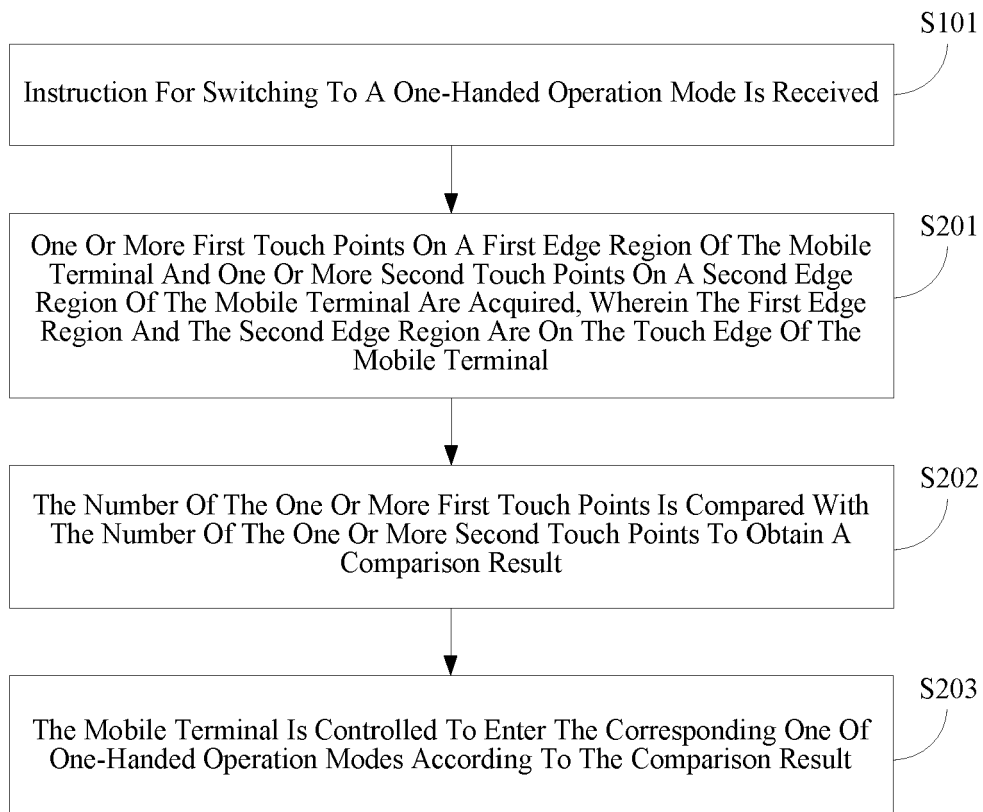 S101
Instruction For Switching To A One-Handed Operation Mode Is Received
S201
One Or More First Touch Points On A First Edge Region Of The Mobile
Terminal And One Or More Second Touch Points On A Second Edge
Region Of The Mobile Terminal Are Acquired, Wherein The First Edge
Region And The Second Edge Region Are On The Touch Edge Of The
Mobile Terminal
S202
The Number Of The One Or More First Touch Points Is Compared With
The Number Of The One Or More Second Touch Points To Obtain A
Comparison Result
S203
The Mobile Terminal Is Controlled To Enter The Corresponding One Of
One-Handed Operation Modes According To The Comparison Result